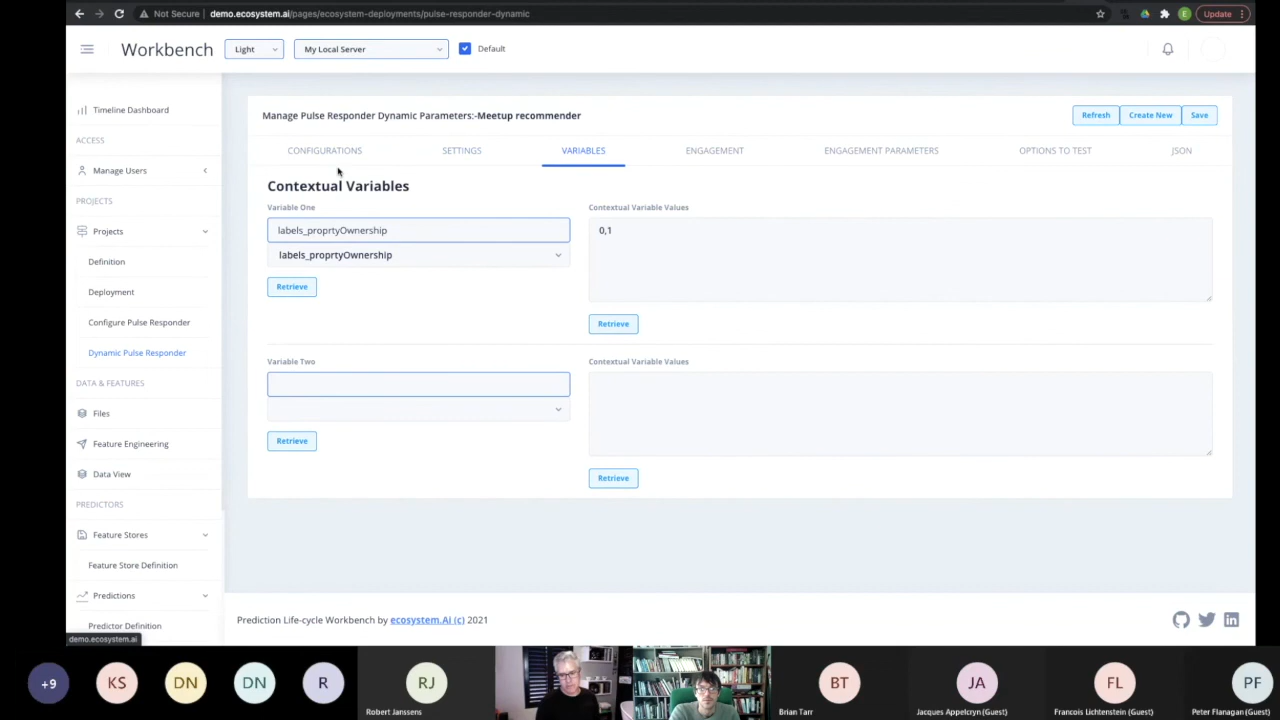 Not Secure | demo.ecosystem.ai/pages/ecosystem-deployments/pulse-responder-dynamic
E
Update
Workbench
Light
My Local Server
Default
Timeline Dashboard
ACCESS
Manage Users
PROJECTS
Projects
Definition
Deployment
Configure Pulse Responder
Dynamic Pulse Responder
DATA & FEATURES
Files
Feature Engineering
Data View
PREDICTORS
Feature Stores
Feature Store Definition
Predictions
Predictor Definition
demo.ecosystem.ai
Manage Pulse Responder Dynamic Parameters:-Meetup recommender
Refresh
Create New
Save
CONFIGURATIONS
SETTINGS
VARIABLES
ENGAGEMENT
ENGAGEMENT PARAMETERS
OPTIONS TO TEST
JSON
Contextual Variables
Variable One
labels_proprtyOwnership
labels_proprtyOwnership
Retrieve
Contextual Variable Values
0,1
Retrieve
Variable Two
Retrieve
Contextual Variable Values
Retrieve
Prediction Life-cycle Workbench by ecosystem.AI (c) 2021
+9
KS
DN
DN
R
RJ
Robert Janssens
BT
Brian Tarr
JA
Jacques Appelcryn (Guest)
FL
Francois Lichtenstein (Guest)
PF
Peter Flanagan (Guest)